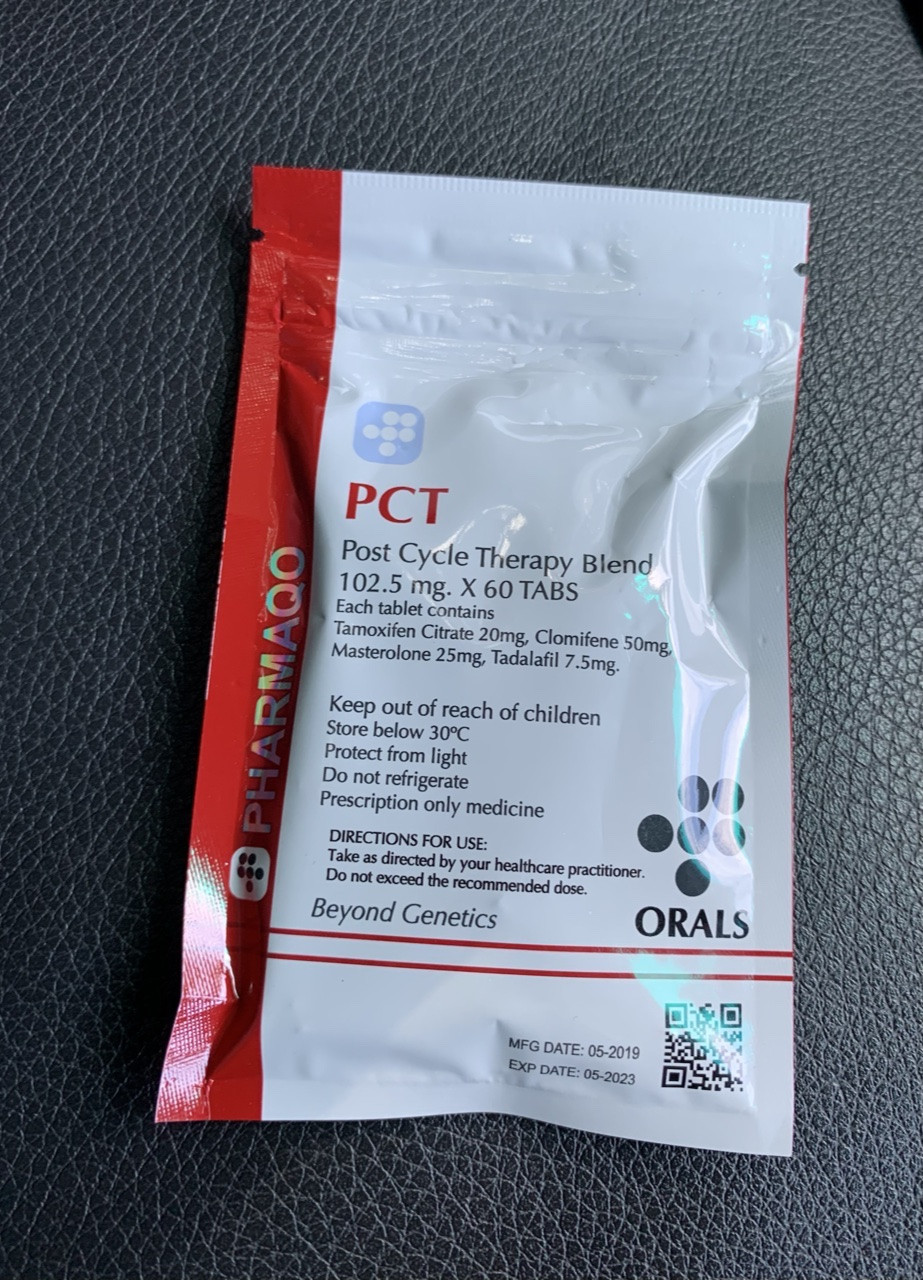 PCT
Post Cycle Therapy Blend
102.5 mg. X 60 TABS
Each tablet contains
Tamoxifen Citrate 20mg, Clomifene 50mg,
Masterolone 25mg, Tadalafil 7.5mg.
Keep out of reach of children
Store below 30ºC
Protect from light
Do not refrigerate
Prescription only medicine
DIRECTIONS FOR USE:
Take as directed by your healthcare practitioner.
Do not exceed the recommended dose.
Beyond Genetics
ORALS
PHARMAQO
MFG DATE: 05-2019
EXP DATE: 05-2023